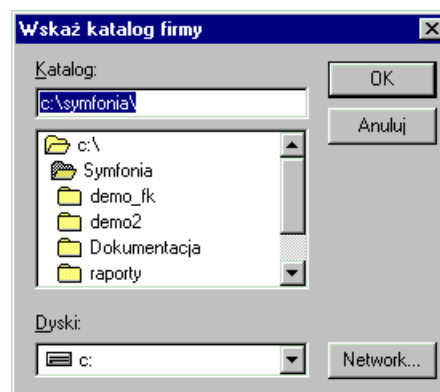 Wskaż katalog firmy
Katalog:
OK
c:\symfonia\
Anuluj
c:\
Symfonia
demo_fk
demo2
Dokumentacja
raporty
Dyski:
c:
Network...